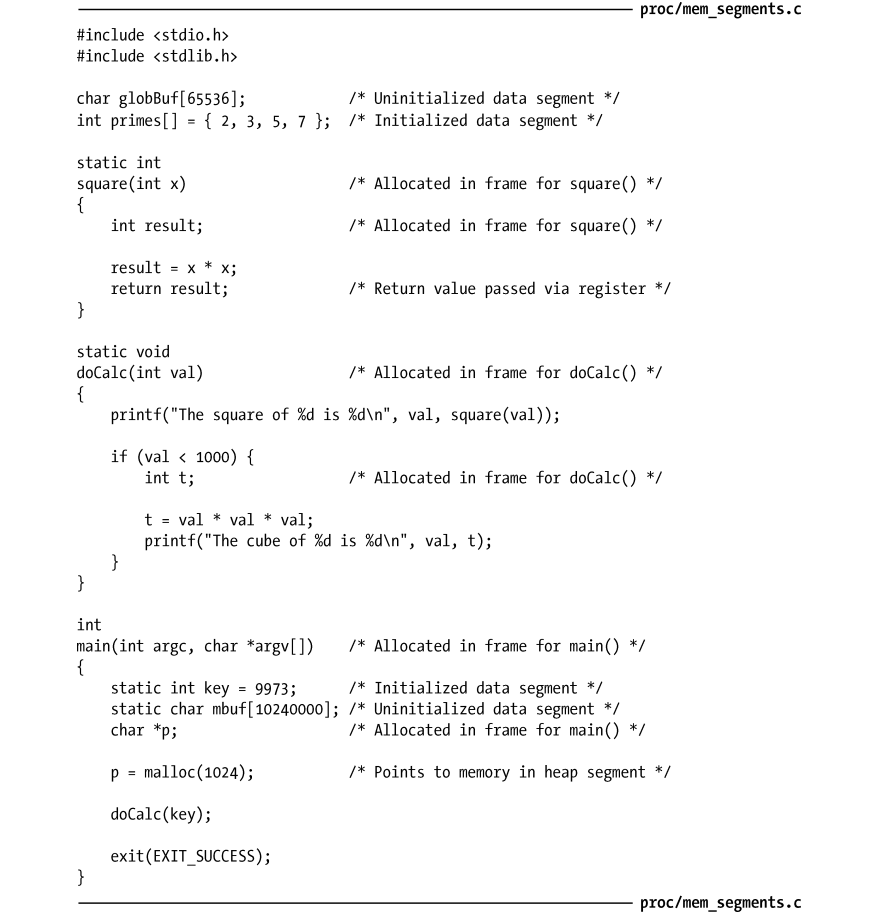 proc/mem_segments.c
#include <stdio.h>
#include <stdlib.h>
char globBuf[65536];            /* Uninitialized data segment */
int primes[] = { 2, 3, 5, 7 };  /* Initialized data segment */
static int
square(int x)                   /* Allocated in frame for square() */
{
    int result;                 /* Allocated in frame for square() */
    result = x * x;
    return result;              /* Return value passed via register */
}
static void
doCalc(int val)                 /* Allocated in frame for doCalc() */
{
    printf("The square of %d is %d\n", val, square(val));
    if (val < 1000) {
        int t;                  /* Allocated in frame for doCalc() */
        t = val * val * val;
        printf("The cube of %d is %d\n", val, t);
    }
}
int
main(int argc, char *argv[])    /* Allocated in frame for main() */
{
    static int key = 9973;      /* Initialized data segment */
    static char mbuf[10240000]; /* Uninitialized data segment */
    char *p;                    /* Allocated in frame for main() */
    p = malloc(1024);           /* Points to memory in heap segment */
    doCalc(key);
    exit(EXIT_SUCCESS);
}
proc/mem_segments.c